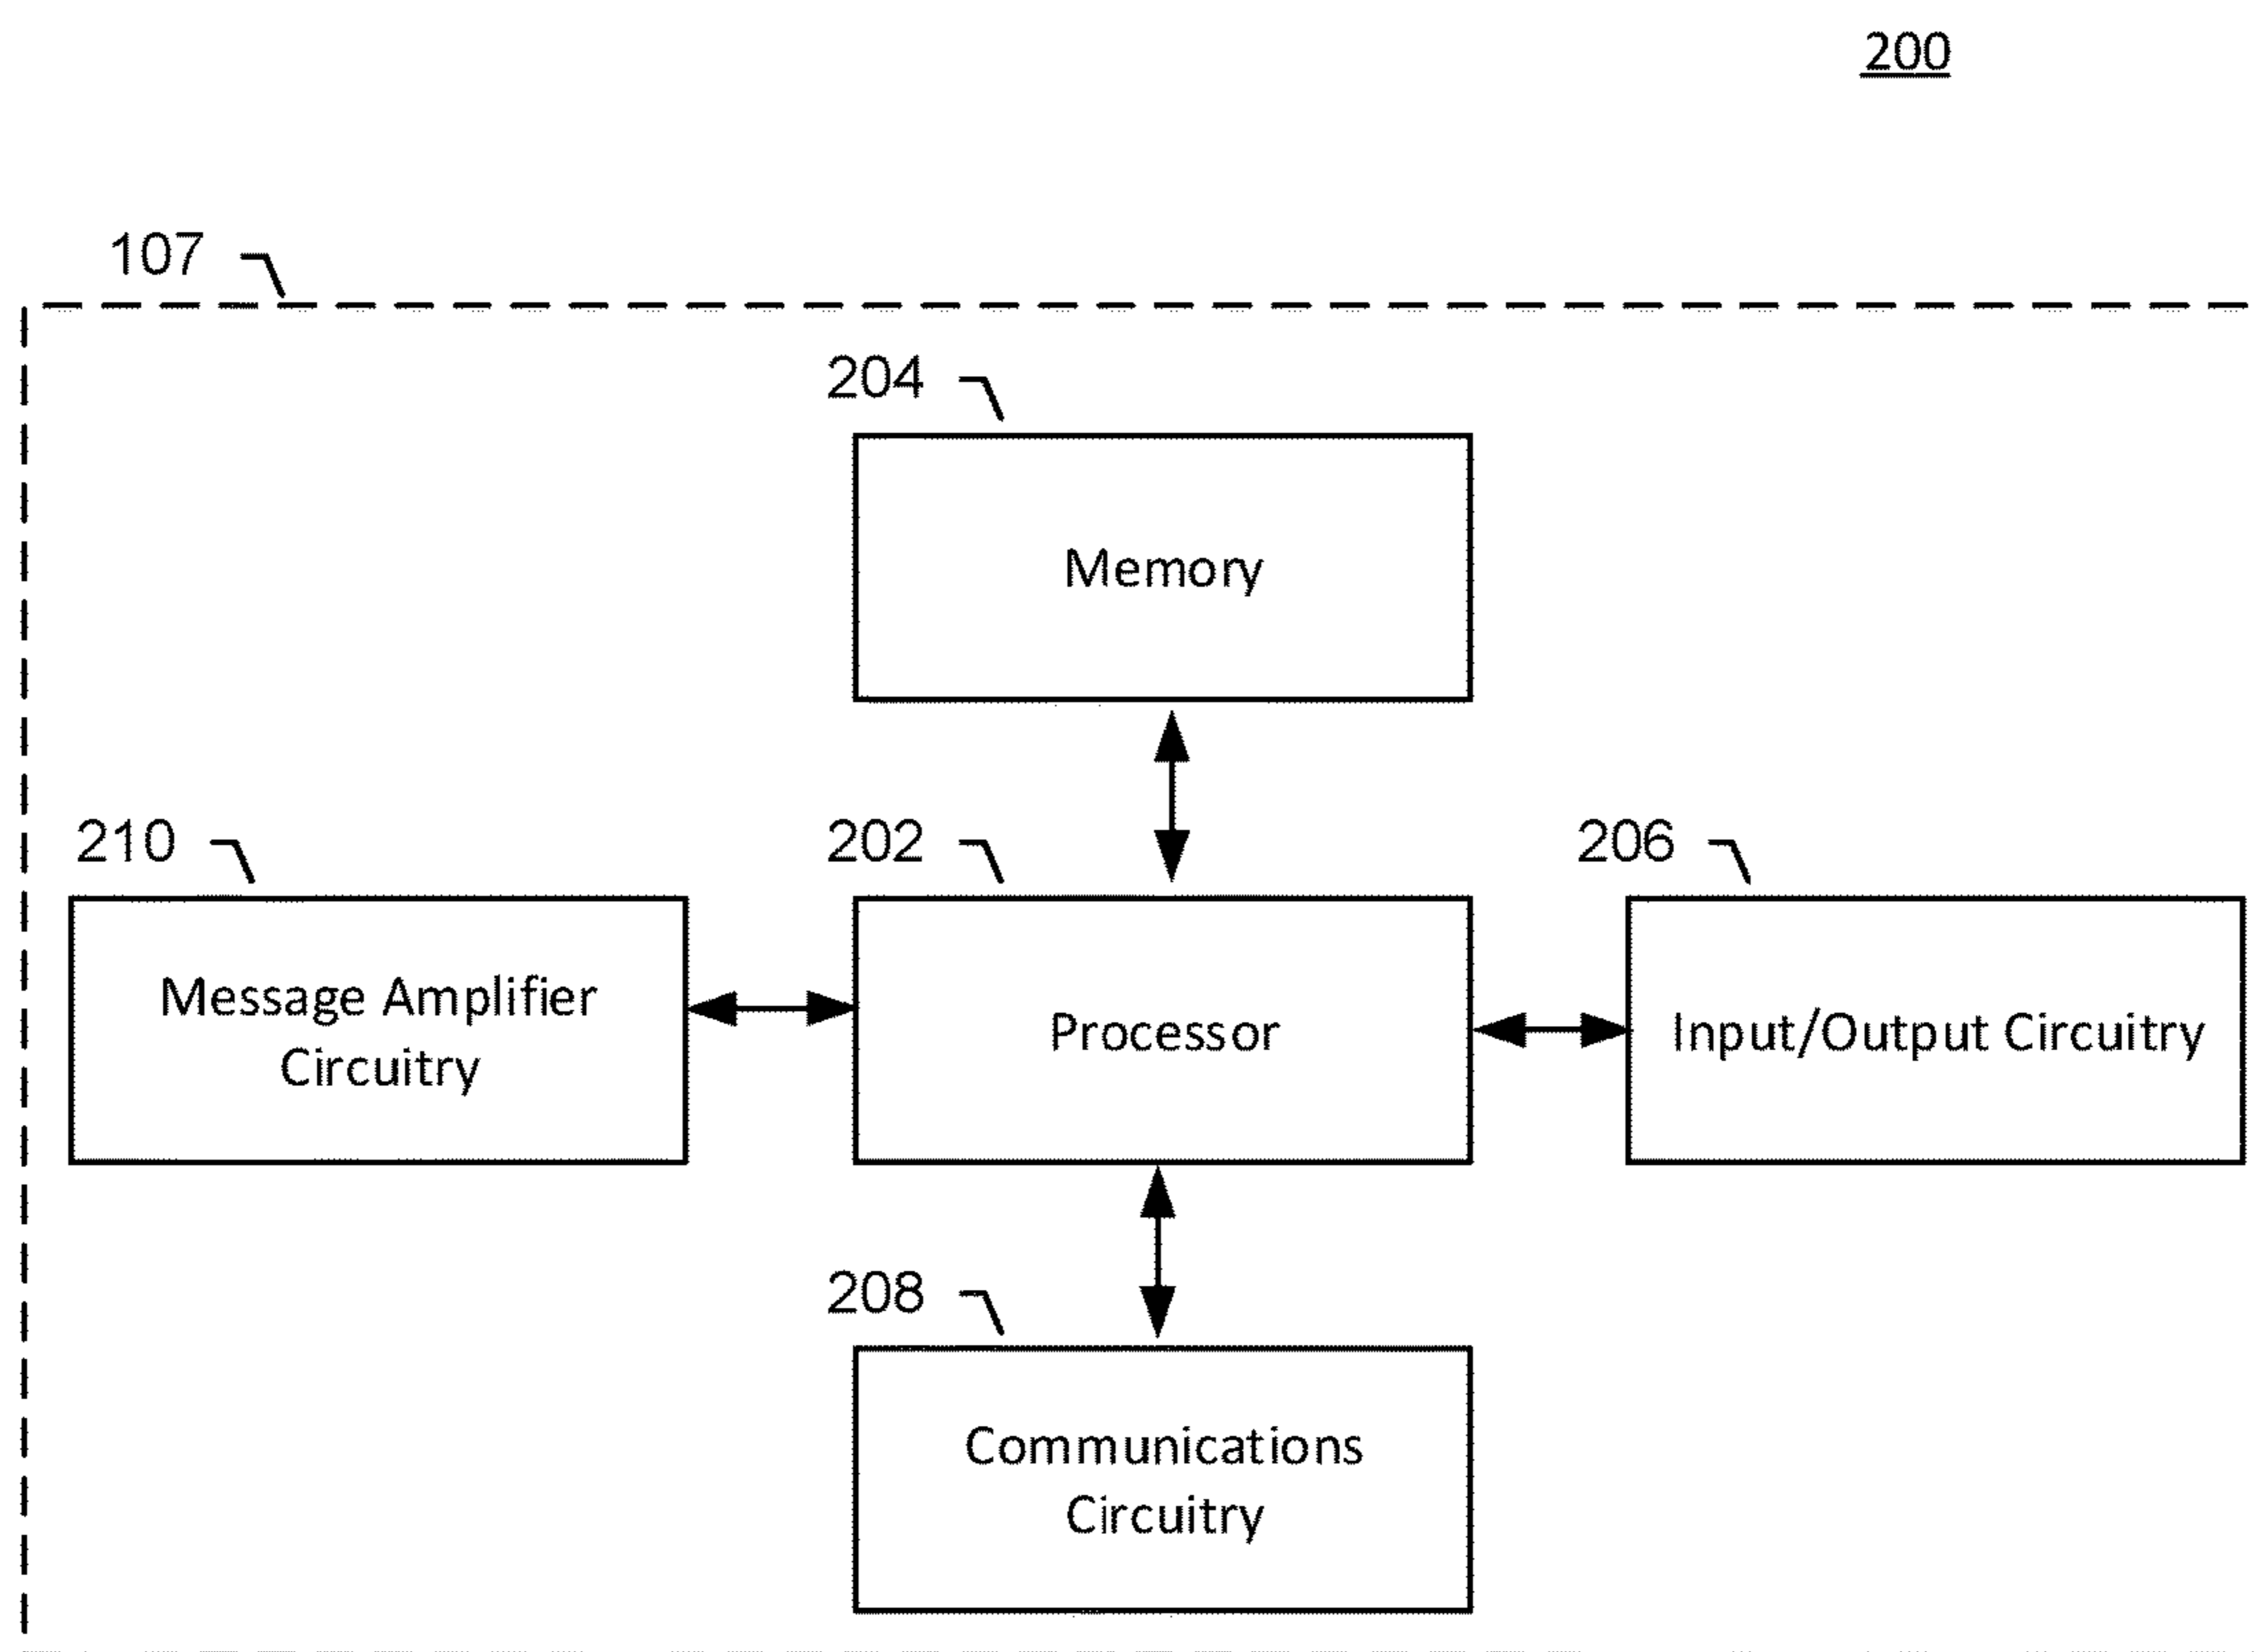 200
107
204
Memory
210
202
206
Message Amplifier
Circuitry
Processor
Input/Output Circuitry
208
Communications
Circuitry